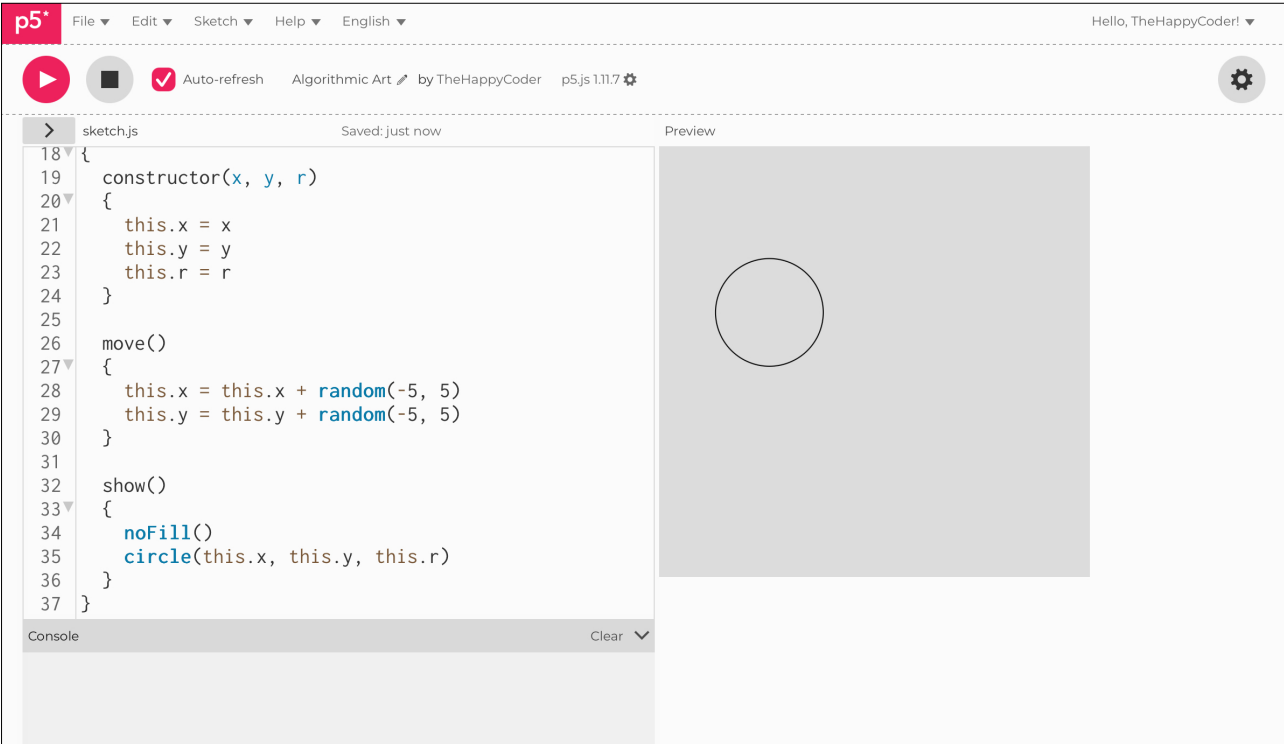 p5* File Edit Sketch Help English Hello, TheHappyCoder!
Auto-refresh Algorithmic Art by TheHappyCoder p5.js 1.11.7
sketch.js Saved: just now Preview
18 {
19   constructor(x, y, r)
20   {
21     this.x = x
22     this.y = y
23     this.r = r
24   }
25
26   move()
27   {
28     this.x = this.x + random(-5, 5)
29     this.y = this.y + random(-5, 5)
30   }
31
32   show()
33   {
34     noFill()
35     circle(this.x, this.y, this.r)
36   }
37 }
Console Clear